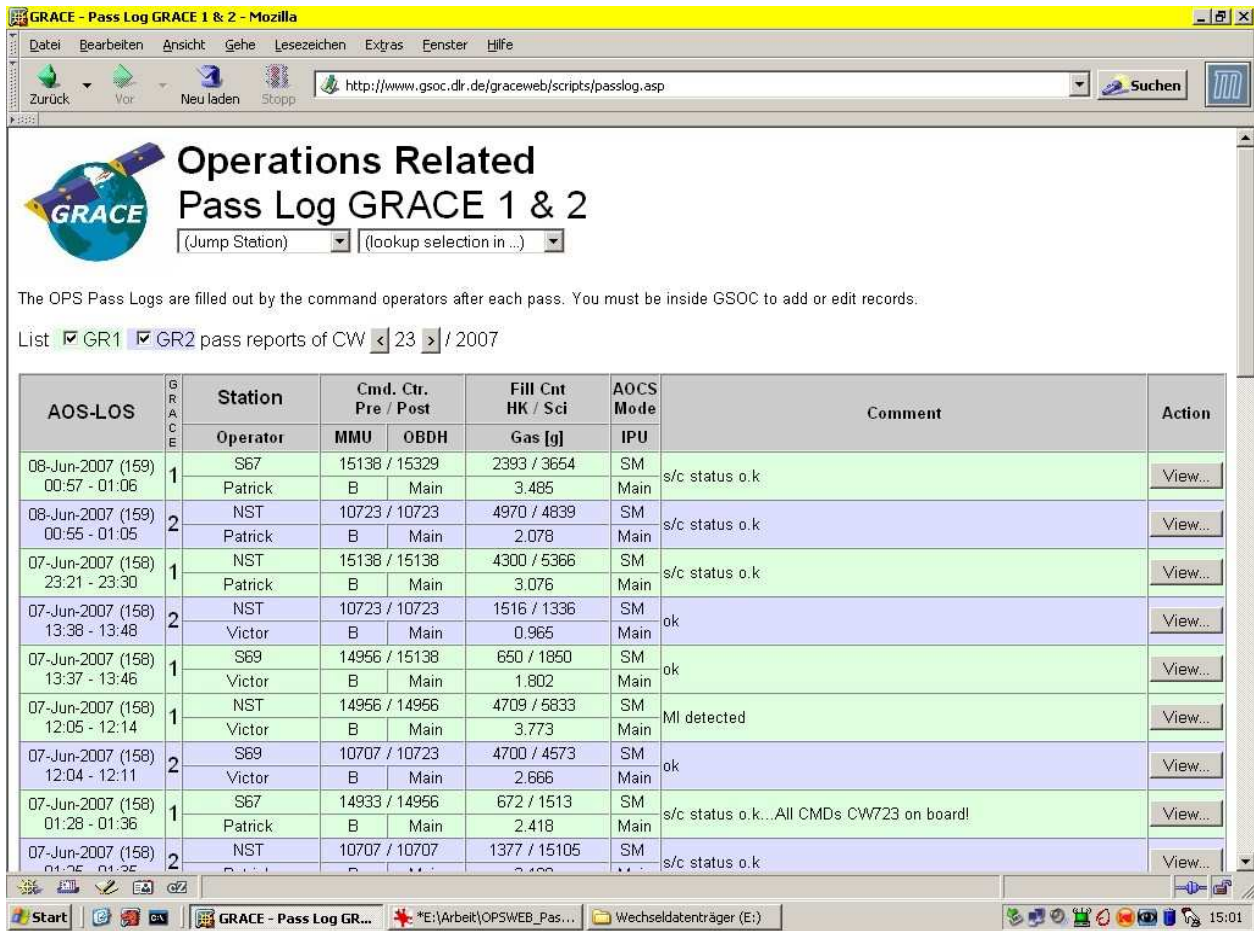 GRACE - Pass Log GRACE 1 & 2 - Mozilla
Datei Bearbeiten Ansicht Gehe Lesezeichen Extras Fenster Hilfe
Zurück Vor Neu laden Stopp http://www.gsoc.dlr.de/graceweb/scripts/passlog.asp Suchen
GRACE
Operations Related
Pass Log GRACE 1 & 2
(Jump Station) (lookup selection in ...)
The OPS Pass Logs are filled out by the command operators after each pass. You must be inside GSOC to add or edit records.
List GR1 GR2 pass reports of CW < 23 > / 2007
AOS-LOS GRACE Station Cmd. Ctr. Pre / Post Fill Cnt HK / Sci AOCS Mode Comment Action
Operator MMU OBDH Gas [g] IPU
08-Jun-2007 (159) 00:57 - 01:06 1 S67 15138 / 15329 2393 / 3654 SM s/c status o.k View...
Patrick B Main 3.485 Main
08-Jun-2007 (159) 00:55 - 01:05 2 NST 10723 / 10723 4970 / 4839 SM s/c status o.k View...
Patrick B Main 2.078 Main
07-Jun-2007 (158) 23:21 - 23:30 1 NST 15138 / 15138 4300 / 5366 SM s/c status o.k View...
Patrick B Main 3.076 Main
07-Jun-2007 (158) 13:38 - 13:48 2 NST 10723 / 10723 1516 / 1336 SM ok View...
Victor B Main 0.965 Main
07-Jun-2007 (158) 13:37 - 13:46 1 S69 14956 / 15138 650 / 1850 SM ok View...
Victor B Main 1.802 Main
07-Jun-2007 (158) 12:05 - 12:14 1 NST 14956 / 14956 4709 / 5833 SM MI detected View...
Victor B Main 3.773 Main
07-Jun-2007 (158) 12:04 - 12:11 2 S69 10707 / 10723 4700 / 4573 SM ok View...
Victor B Main 2.666 Main
07-Jun-2007 (158) 01:28 - 01:36 1 S67 14933 / 14956 672 / 1513 SM s/c status o.k...All CMDs CW723 on board! View...
Patrick B Main 2.418 Main
07-Jun-2007 (158) 2 NST 10707 / 10707 1377 / 15105 SM s/c status o.k View...
Start GRACE - Pass Log GR... *E:\Arbeit\OPSWEB_Pas... Wechseldatenträger (E:) 15:01